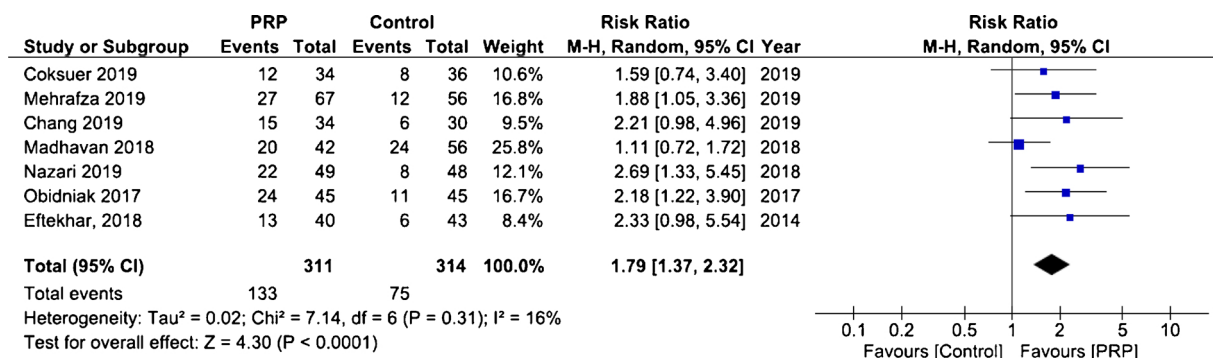 PRP Control Risk Ratio Risk Ratio
Study or Subgroup Events Total Events Total Weight M-H, Random, 95% CI Year M-H, Random, 95% CI
Coksuer 2019 12 34 8 36 10.6% 1.59 [0.74, 3.40] 2019
Mehrafza 2019 27 67 12 56 16.8% 1.88 [1.05, 3.36] 2019
Chang 2019 15 34 6 30 9.5% 2.21 [0.98, 4.96] 2019
Madhavan 2018 20 42 24 56 25.8% 1.11 [0.72, 1.72] 2018
Nazari 2019 22 49 8 48 12.1% 2.69 [1.33, 5.45] 2018
Obidniak 2017 24 45 11 45 16.7% 2.18 [1.22, 3.90] 2017
Eftekhar, 2018 13 40 6 43 8.4% 2.33 [0.98, 5.54] 2014
Total (95% CI) 311 314 100.0% 1.79 [1.37, 2.32]
Total events 133 75
Heterogeneity: Tau² = 0.02; Chi² = 7.14, df = 6 (P = 0.31); I² = 16%
Test for overall effect: Z = 4.30 (P < 0.0001)
0.1 0.2 0.5 1 2 5 10
Favours [Control] Favours [PRP]